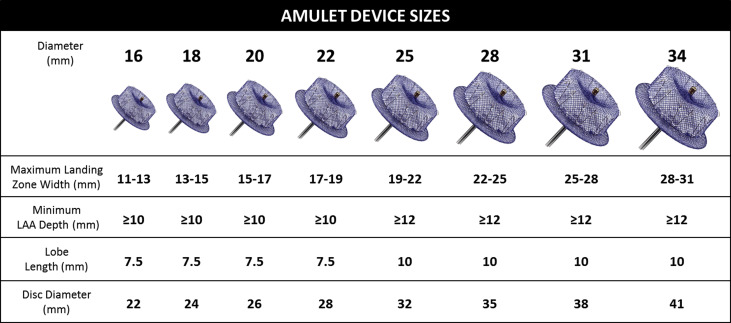 AMULET DEVICE SIZES
Diameter
(mm)
16 18 20 22 25 28 31 34
Maximum Landing
Zone Width (mm)
11-13 13-15 15-17 17-19 19-22 22-25 25-28 28-31
Minimum
LAA Depth (mm)
≥10 ≥10 ≥10 ≥10 ≥12 ≥12 ≥12 ≥12
Lobe
Length (mm)
7.5 7.5 7.5 7.5 10 10 10 10
Disc Diameter
(mm)
22 24 26 28 32 35 38 41